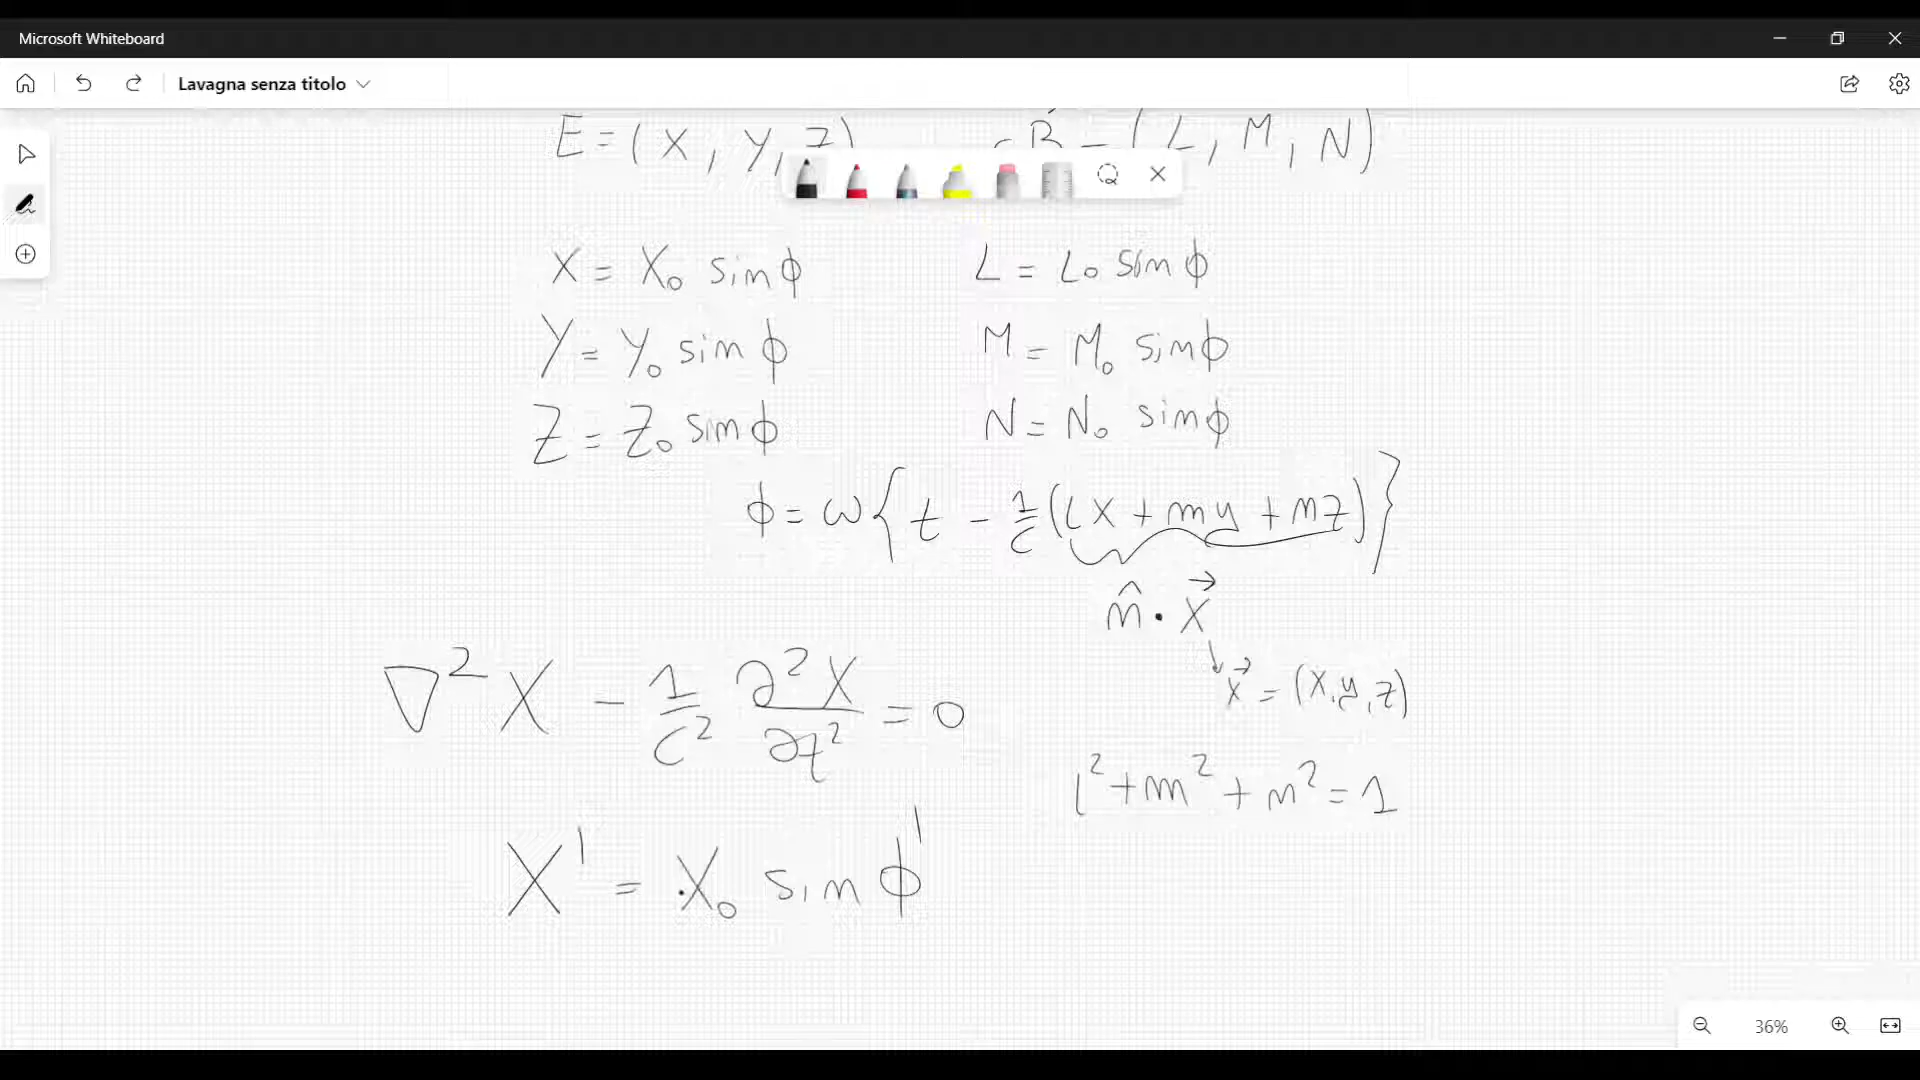 Microsoft Whiteboard
Lavagna senza titolo
E = (X, Y, Z) cB = (L, M, N)
X = X₀ sin ϕ L = L₀ sin ϕ
Y = Y₀ sin ϕ M = M₀ sin ϕ
Z = Z₀ sin ϕ N = N₀ sin ϕ
ϕ = ω{t - 1/c (lx + my + nz)}
n̂ · x⃗
x⃗ = (x, y, z)
∇²X - 1/c² ∂²X/∂t² = 0
l² + m² + n² = 1
X' = X₀ sin ϕ'
36%